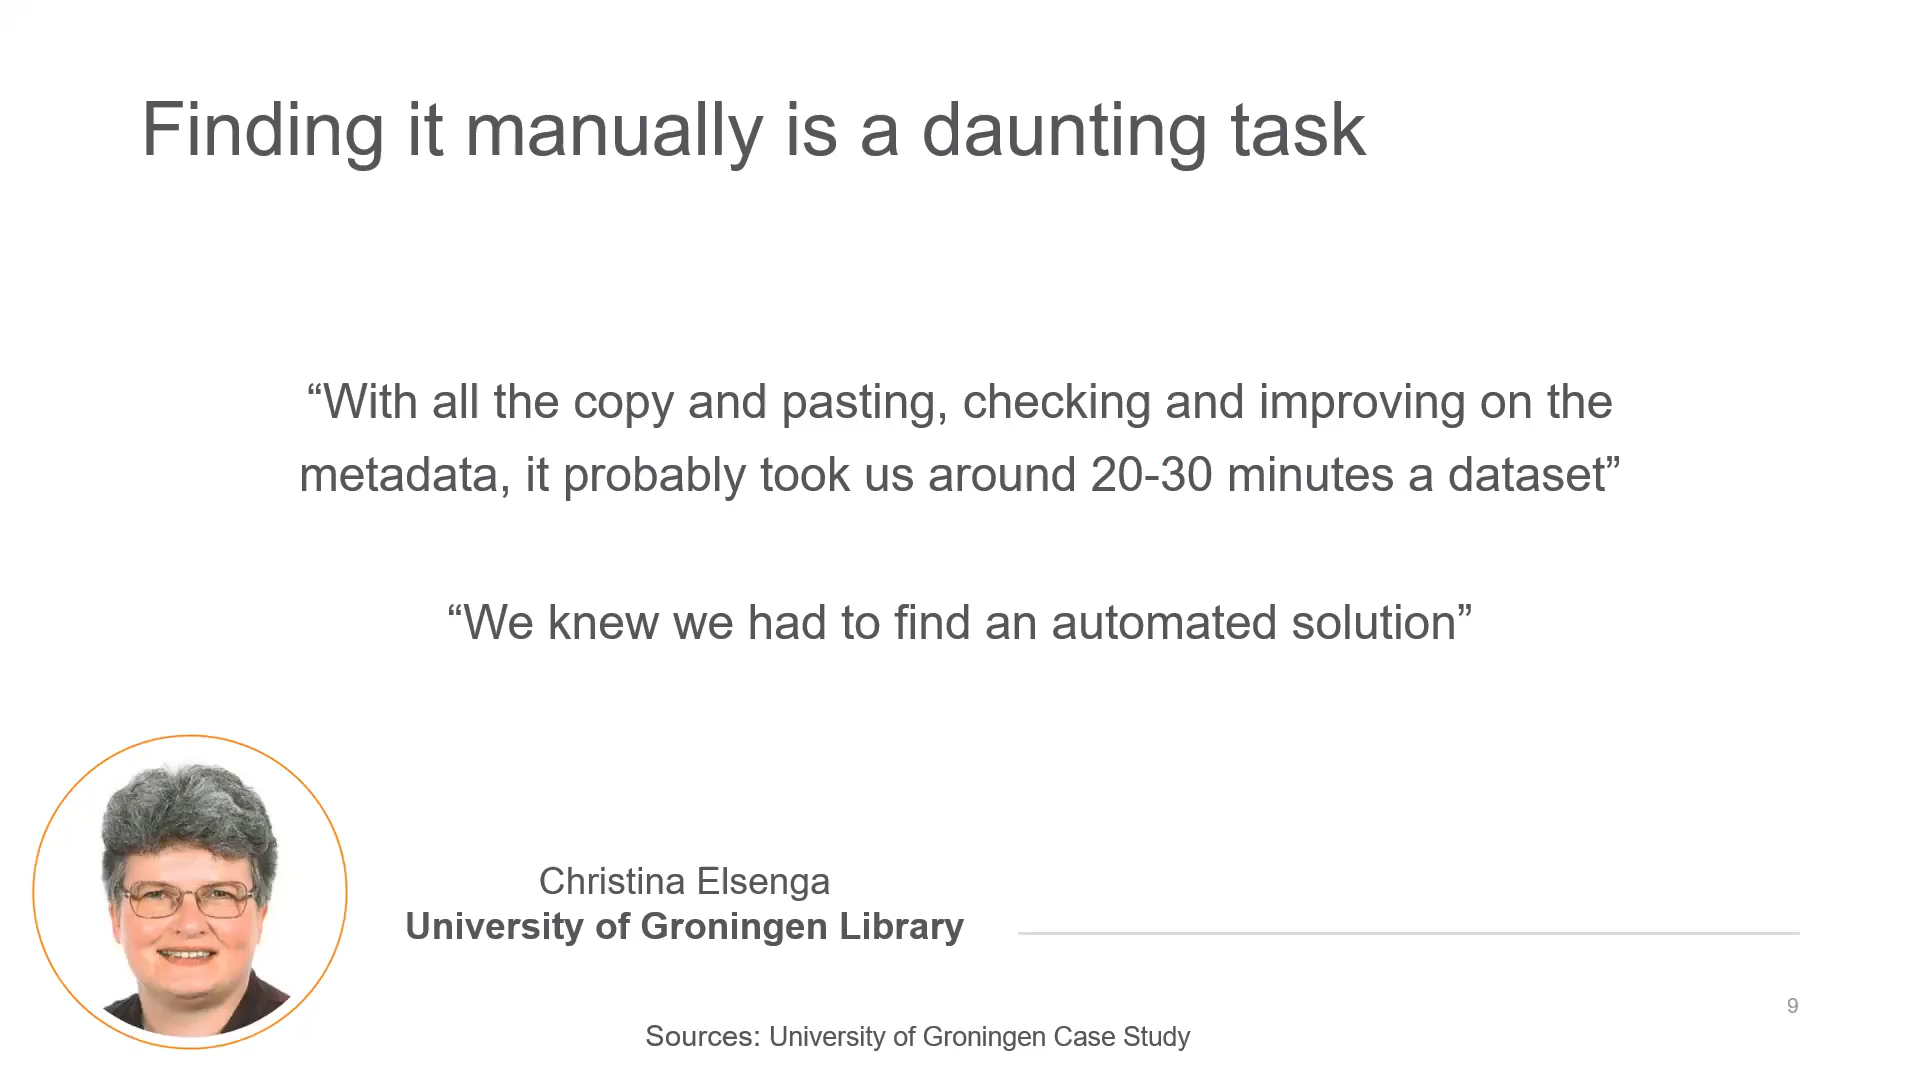 Finding it manually is a daunting task
“With all the copy and pasting, checking and improving on the
metadata, it probably took us around 20-30 minutes a dataset”
“We knew we had to find an automated solution”
Christina Elsenga
University of Groningen Library
9
Sources: University of Groningen Case Study